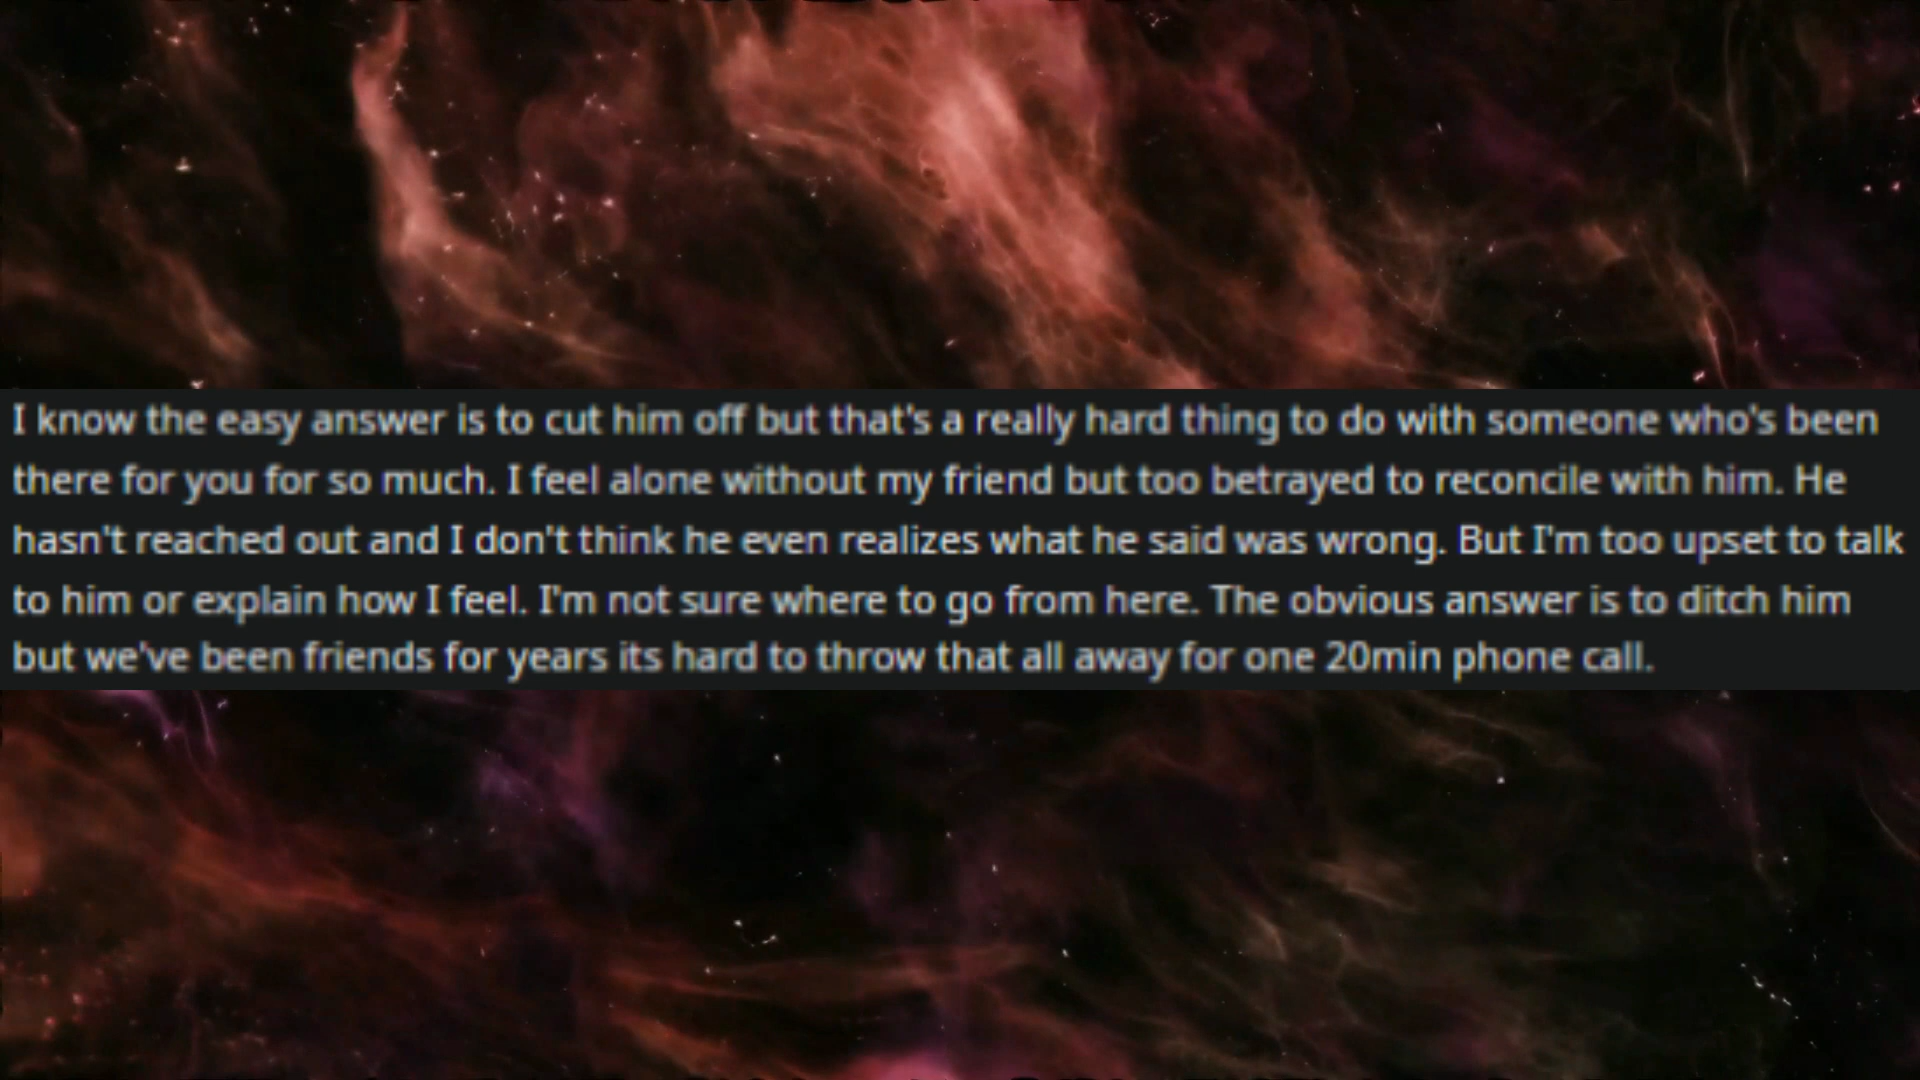 I know the easy answer is to cut him off but that's a really hard thing to do with someone who's been
there for you for so much. I feel alone without my friend but too betrayed to reconcile with him. He
hasn't reached out and I don't think he even realizes what he said was wrong. But I'm too upset to talk
to him or explain how I feel. I'm not sure where to go from here. The obvious answer is to ditch him
but we've been friends for years its hard to throw that all away for one 20min phone call.